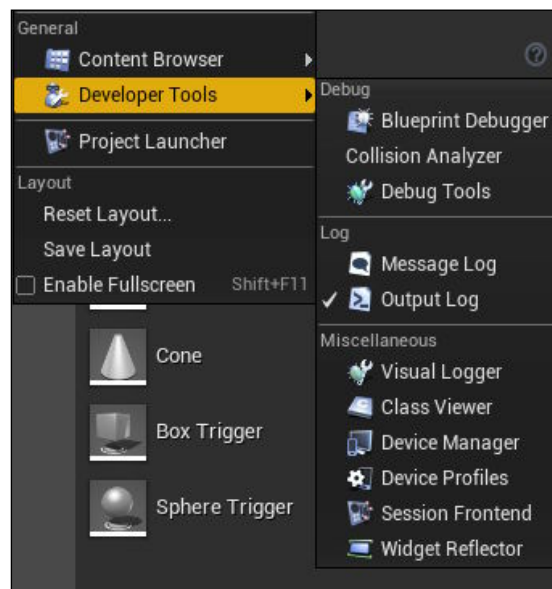 General
Content Browser
Developer Tools
Project Launcher
Layout
Reset Layout...
Save Layout
Enable Fullscreen Shift+F11
Cone
Box Trigger
Sphere Trigger
?
Debug
Blueprint Debugger
Collision Analyzer
Debug Tools
Log
Message Log
Output Log
Miscellaneous
Visual Logger
Class Viewer
Device Manager
Device Profiles
Session Frontend
Widget Reflector